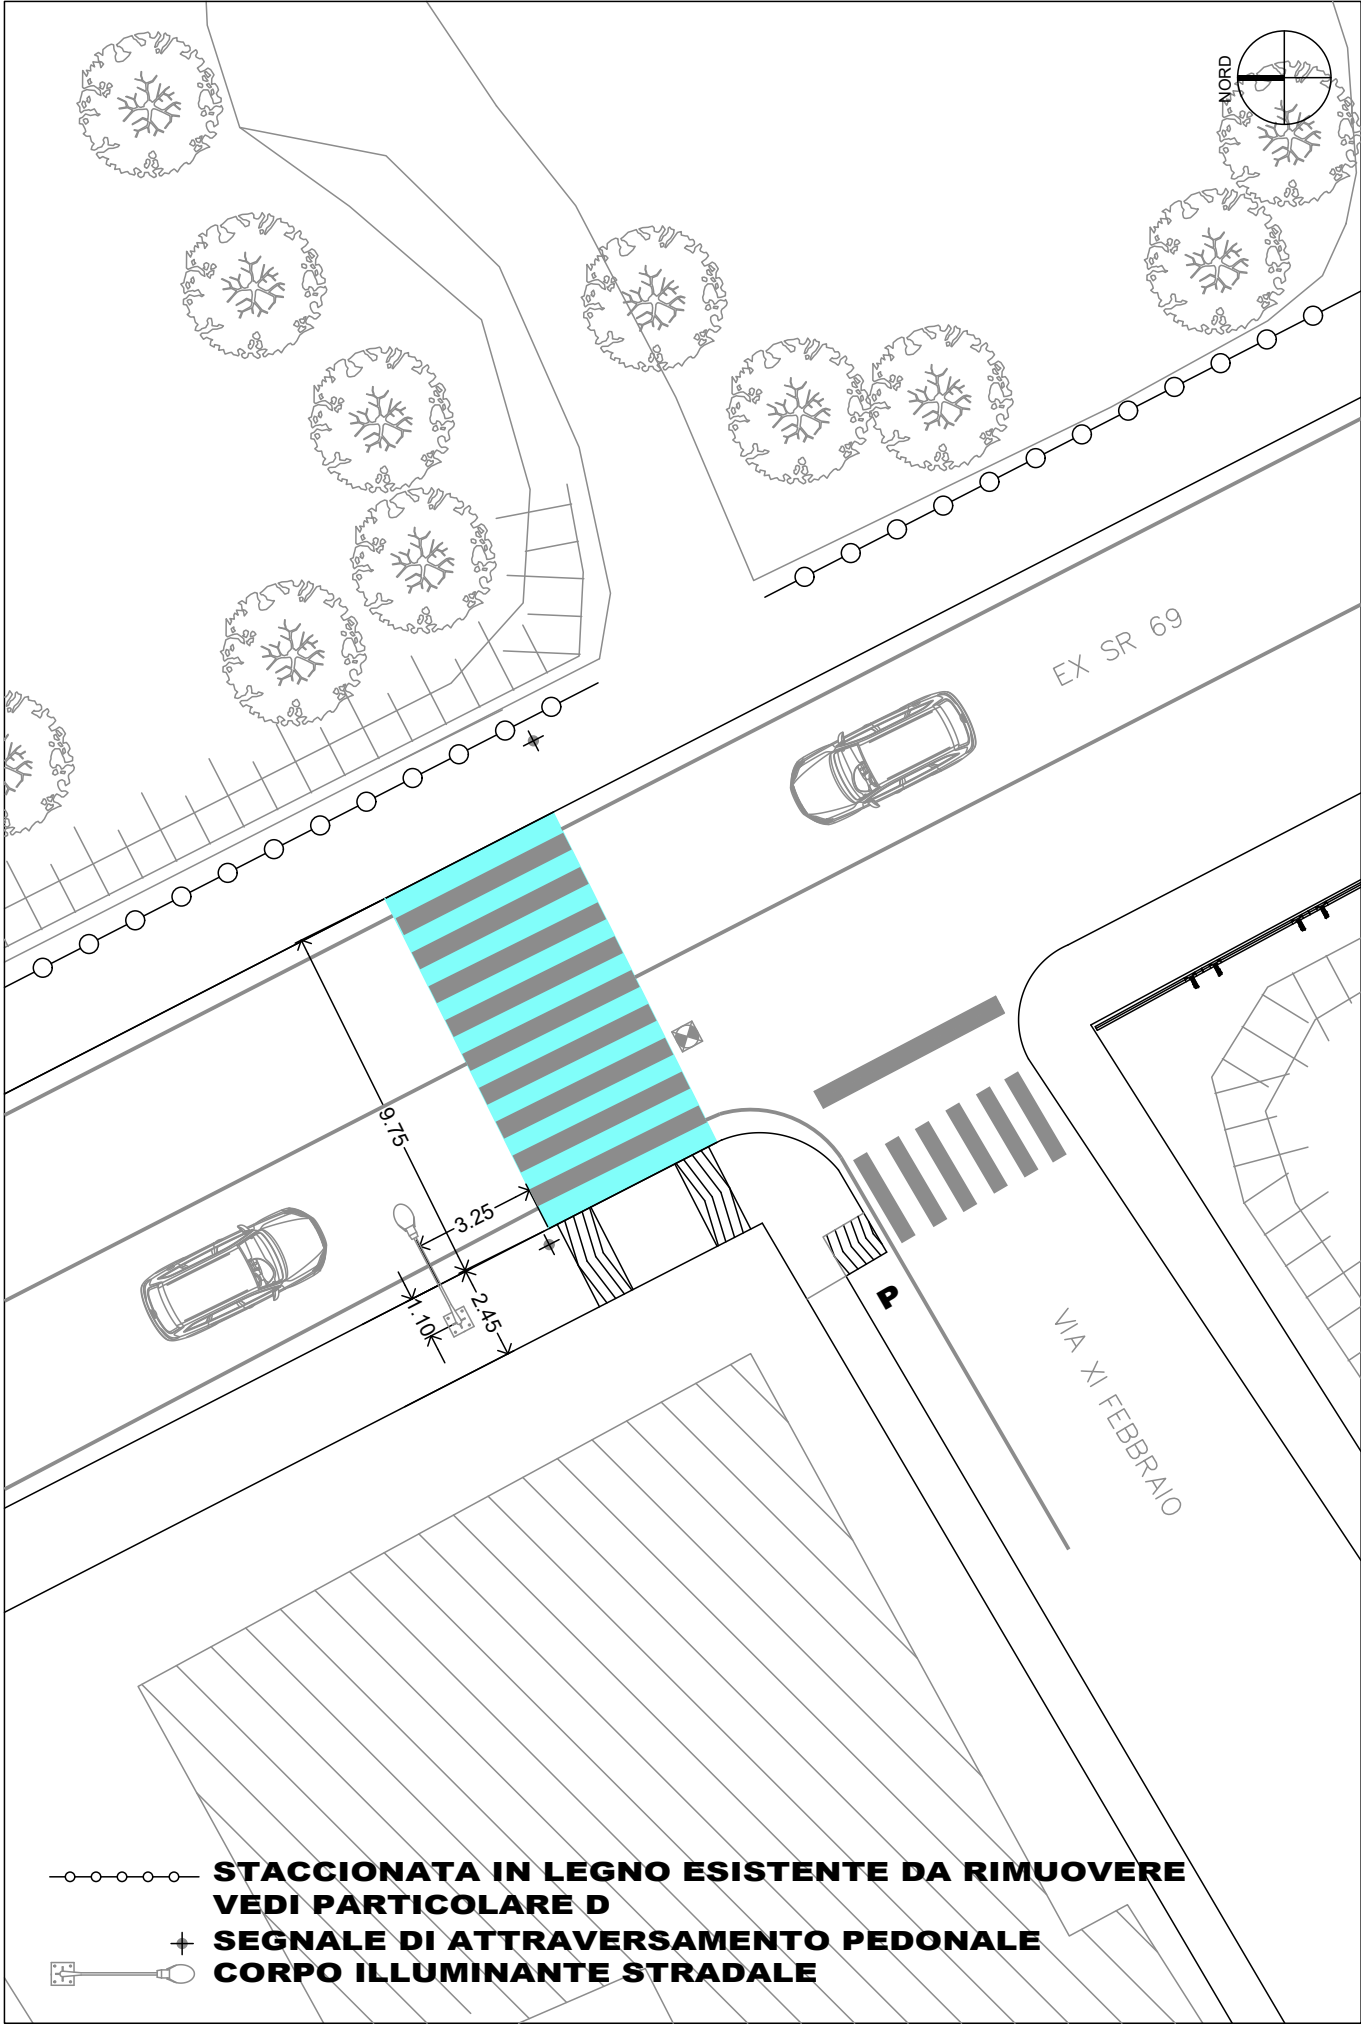 NORD
EX SR 69
9.75
3.25
1.10
2.45
P
VIA XI FEBBRAIO
STACCIONATA IN LEGNO ESISTENTE DA RIMUOVERE
VEDI PARTICOLARE D
SEGNALE DI ATTRAVERSAMENTO PEDONALE
CORPO ILLUMINANTE STRADALE